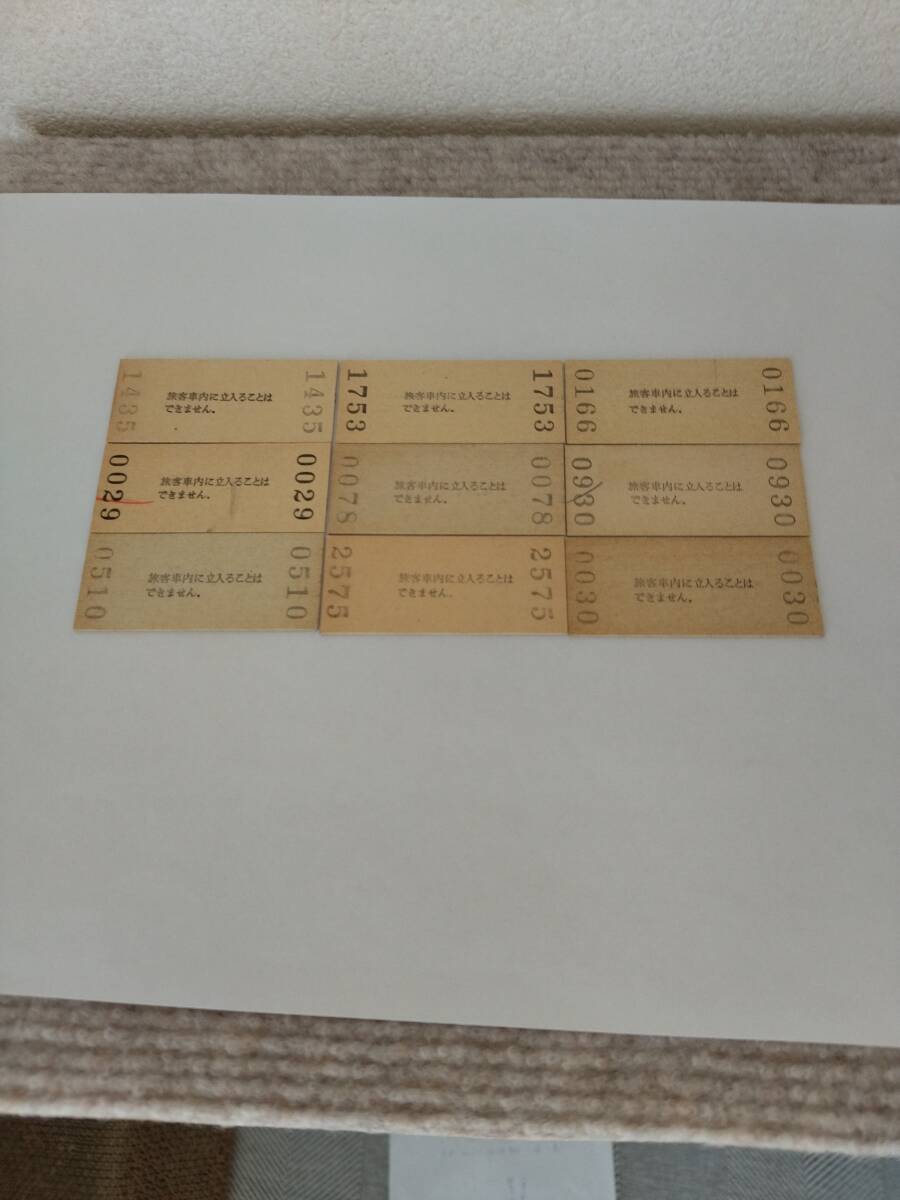 1435 旅客車内に立入ることは 1435
できません。
1753 旅客車内に立入ることは 1753
できません。
0166 旅客車内に立入ることは 0166
できません。
0029 旅客車内に立入ることは 0029
できません。
0078 旅客車内に立入ることは 0078
できません。
0930 旅客車内に立入ることは 0930
できません。
0510 旅客車内に立入ることは 0510
できません。
2575 旅客車内に立入ることは 2575
できません。
0030 旅客車内に立入ることは 0030
できません。